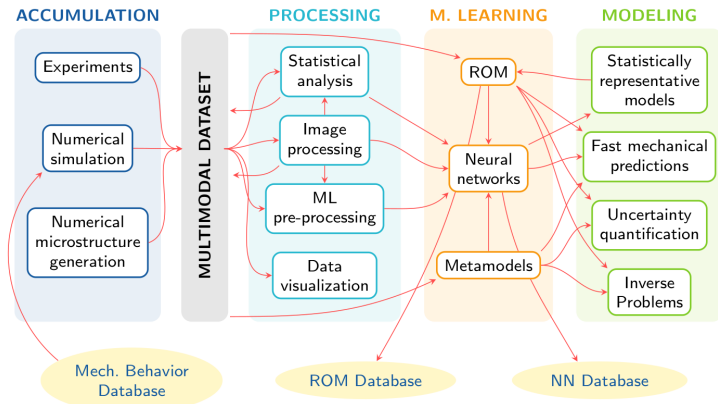 ACCUMULATION
Experiments
Numerical
simulation
Numerical
microstructure
generation
MULTIMODAL DATASET
PROCESSING
Statistical
analysis
Image
processing
ML
pre-processing
Data
visualization
M. LEARNING
ROM
Neural
networks
Metamodels
MODELING
Statistically
representative
models
Fast mechanical
predictions
Uncertainty
quantification
Inverse
Problems
Mech. Behavior
Database
ROM Database
NN Database